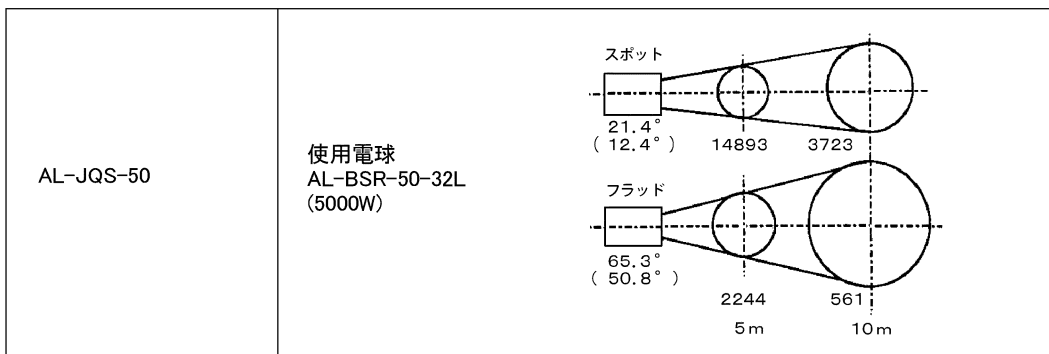 AL-JQS-50
使用電球
AL-BSR-50-32L
(5000W)
スポット
21.4°
( 12.4° )
14893 3723
フラッド
65.3°
( 50.8° )
2244 561
5m 10m